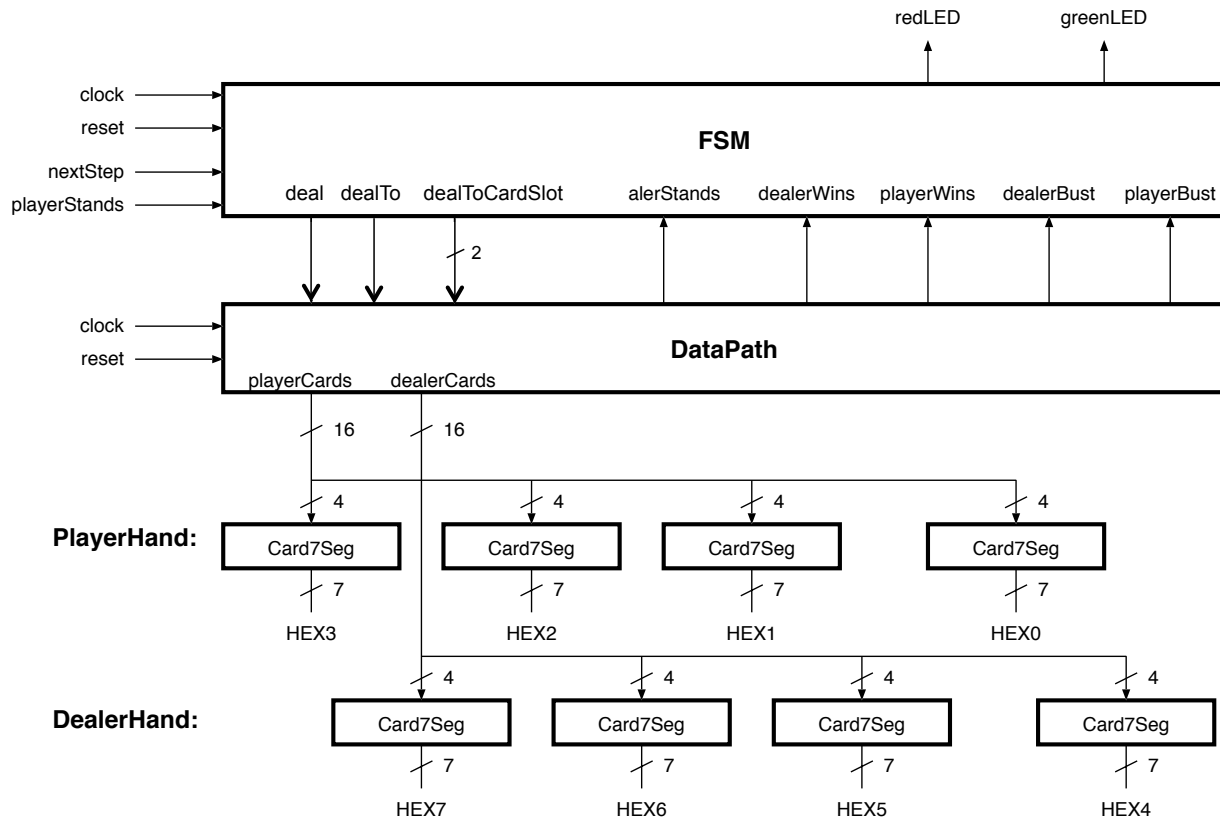 redLED greenLED
clock
reset
FSM
nextStep
playerStands
deal dealTo dealToCardSlot alerStands dealerWins playerWins dealerBust playerBust
2
clock
reset
DataPath
playerCards dealerCards
16 16
4 4 4 4
PlayerHand: Card7Seg Card7Seg Card7Seg Card7Seg
7 7 7 7
HEX3 HEX2 HEX1 HEX0
4 4 4 4
DealerHand: Card7Seg Card7Seg Card7Seg Card7Seg
7 7 7 7
HEX7 HEX6 HEX5 HEX4